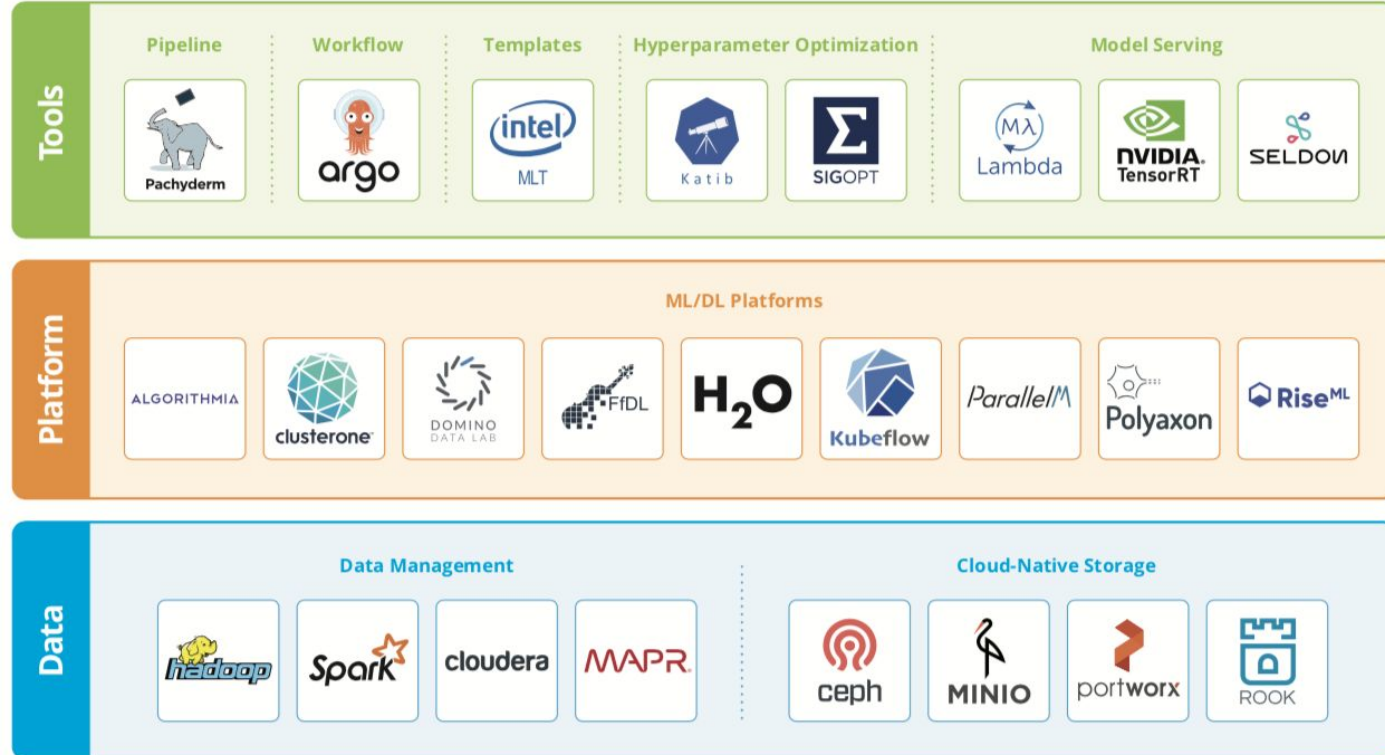 Tools
Pipeline
Workflow
Templates
Hyperparameter Optimization
Model Serving
Pachyderm
argo
intel
MLT
Katib
Σ
SIGOPT
Mλ
Lambda
NVIDIA.
TensorRT
SELDON
Platform
ML/DL Platforms
ALGORITHMIA
clusterone™
DOMINO
DATA LAB
FfDL
H₂O
Kubeflow
ParallelM
Polyaxon
RiseML
Data
Data Management
Cloud-Native Storage
hadoop
Spark
cloudera
MAPR.
ceph
MINIO
portworx
ROOK